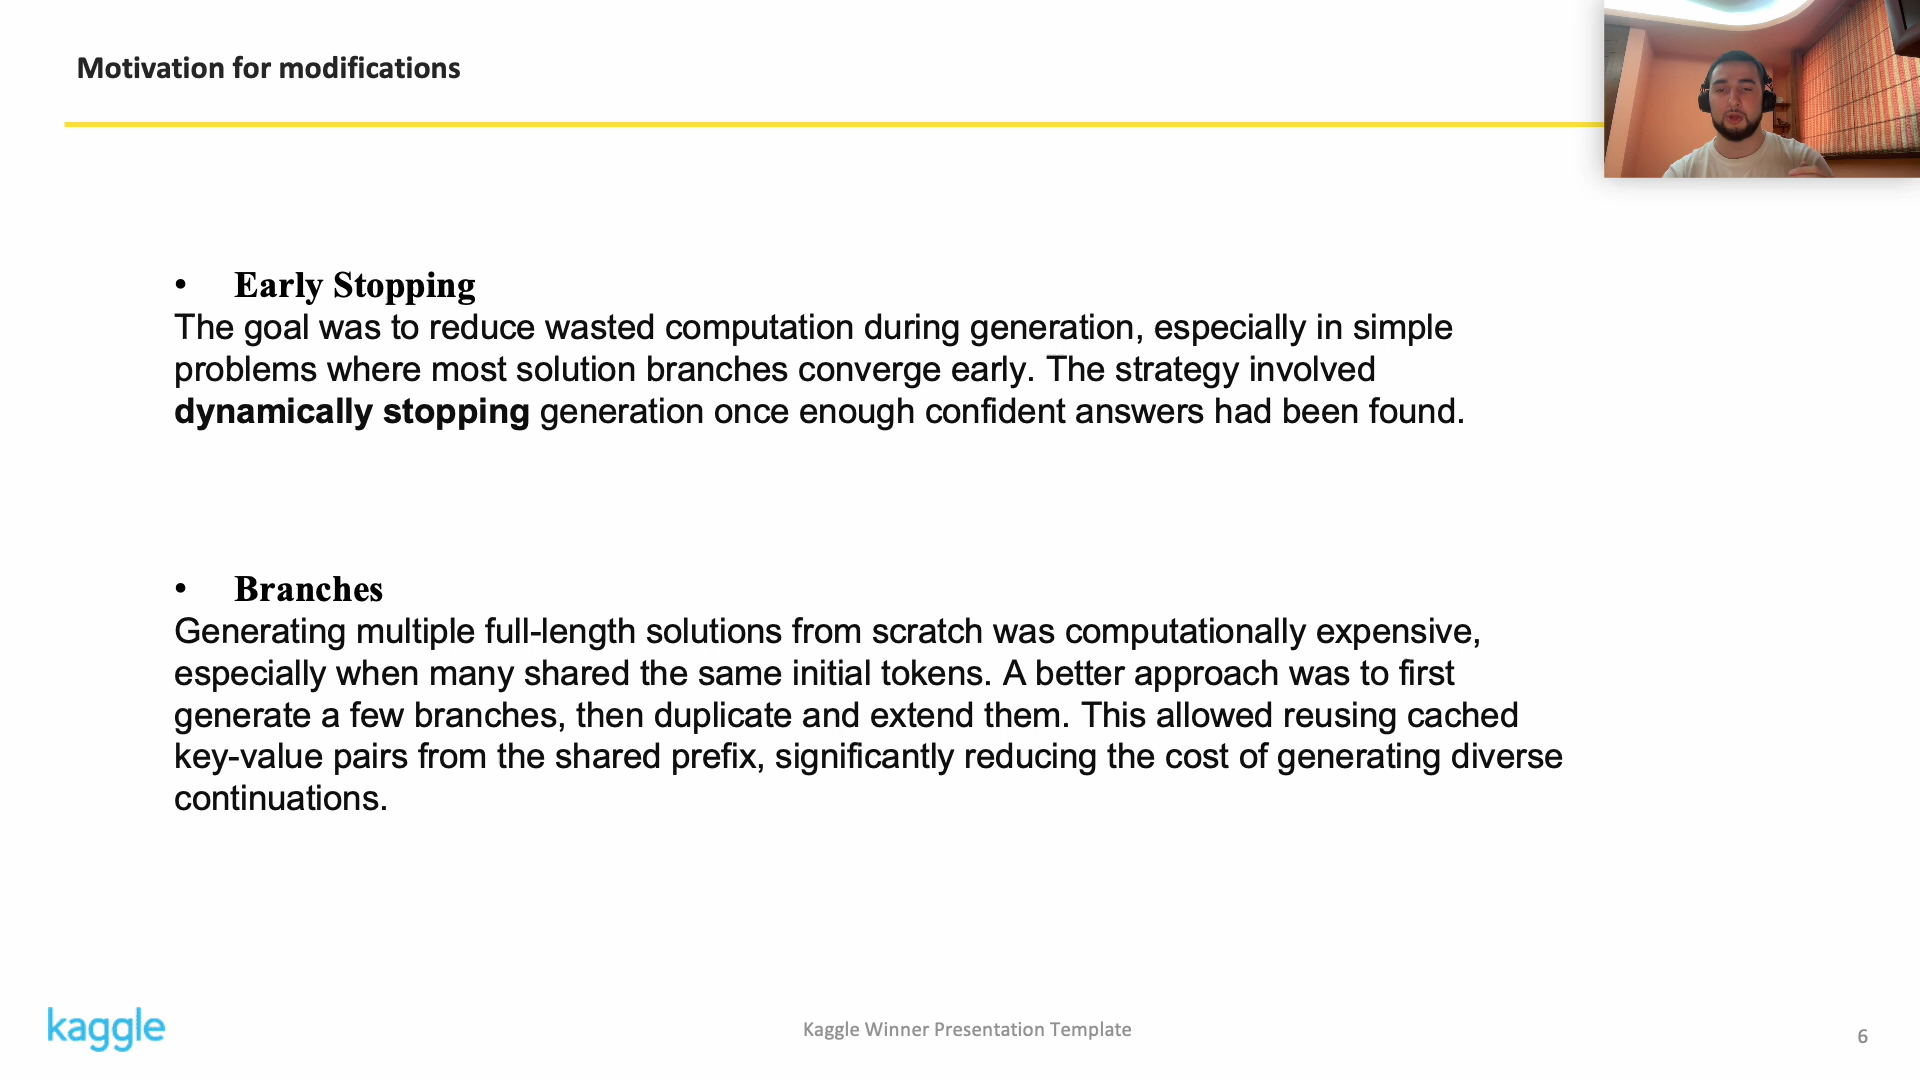 Motivation for modifications
• Early Stopping
The goal was to reduce wasted computation during generation, especially in simple
problems where most solution branches converge early. The strategy involved
dynamically stopping generation once enough confident answers had been found.
• Branches
Generating multiple full-length solutions from scratch was computationally expensive,
especially when many shared the same initial tokens. A better approach was to first
generate a few branches, then duplicate and extend them. This allowed reusing cached
key-value pairs from the shared prefix, significantly reducing the cost of generating diverse
continuations.
kaggle
Kaggle Winner Presentation Template
6